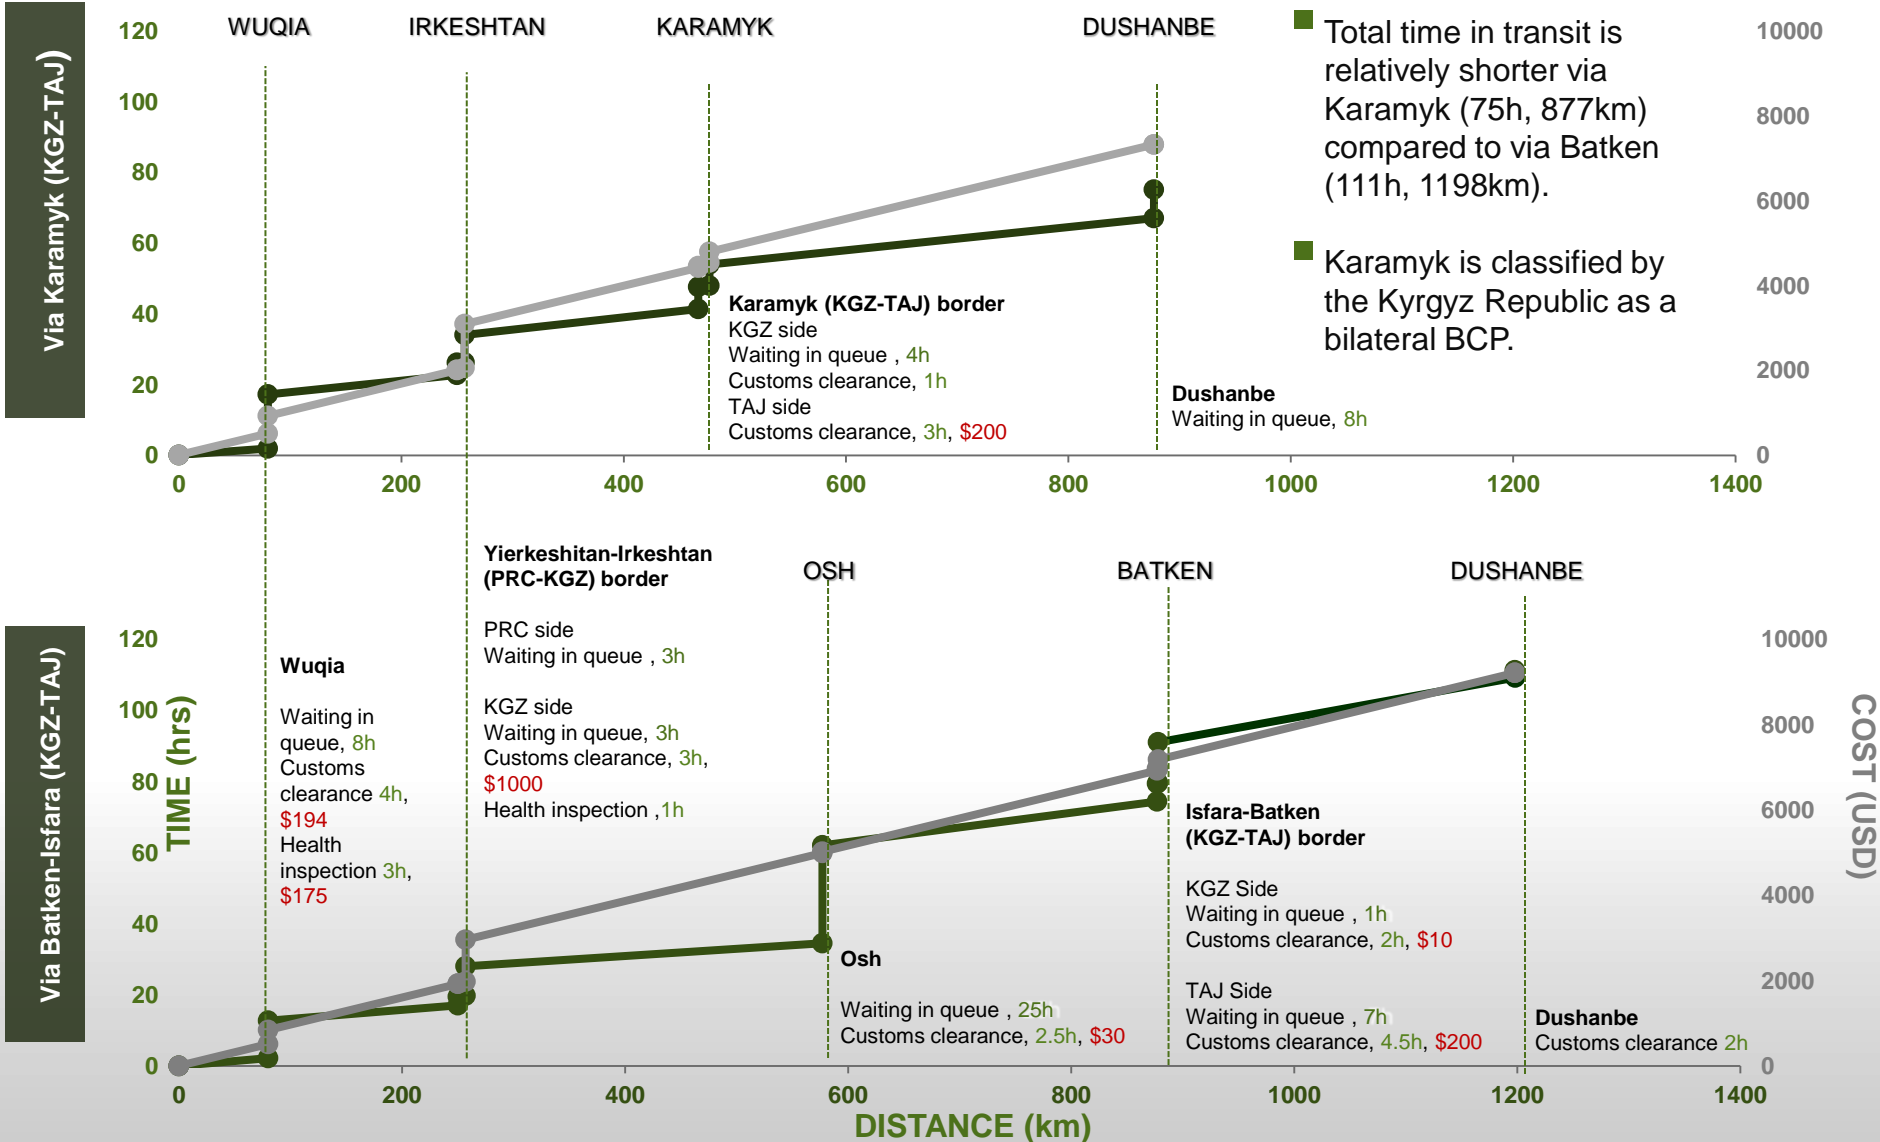 WUQIA
IRKESHTAN
KARAMYK
DUSHANBE
Via Karamyk (KGZ-TAJ)
120
100
80
60
40
20
0
10000
8000
6000
4000
2000
0
0
200
400
600
800
1000
1200
1400
Total time in transit is
relatively shorter via
Karamyk (75h, 877km)
compared to via Batken
(111h, 1198km).
Karamyk is classified by
the Kyrgyz Republic as a
bilateral BCP.
Karamyk (KGZ-TAJ) border
KGZ side
Waiting in queue , 4h
Customs clearance, 1h
TAJ side
Customs clearance, 3h, $200
Dushanbe
Waiting in queue, 8h
OSH
BATKEN
DUSHANBE
Via Batken-Isfara (KGZ-TAJ)
TIME (hrs)
120
100
80
60
40
20
0
Wuqia
Waiting in
queue, 8h
Customs
clearance 4h,
$194
Health
inspection 3h,
$175
Yierkeshitan-Irkeshtan
(PRC-KGZ) border
PRC side
Waiting in queue , 3h
KGZ side
Waiting in queue, 3h
Customs clearance, 3h,
$1000
Health inspection ,1h
Osh
Waiting in queue , 25h
Customs clearance, 2.5h, $30
Isfara-Batken
(KGZ-TAJ) border
KGZ Side
Waiting in queue , 1h
Customs clearance, 2h, $10
TAJ Side
Waiting in queue , 7h
Customs clearance, 4.5h, $200
Dushanbe
Customs clearance 2h
10000
8000
6000
4000
2000
0
COST (USD)
0
200
400
600
800
1000
1200
1400
DISTANCE (km)